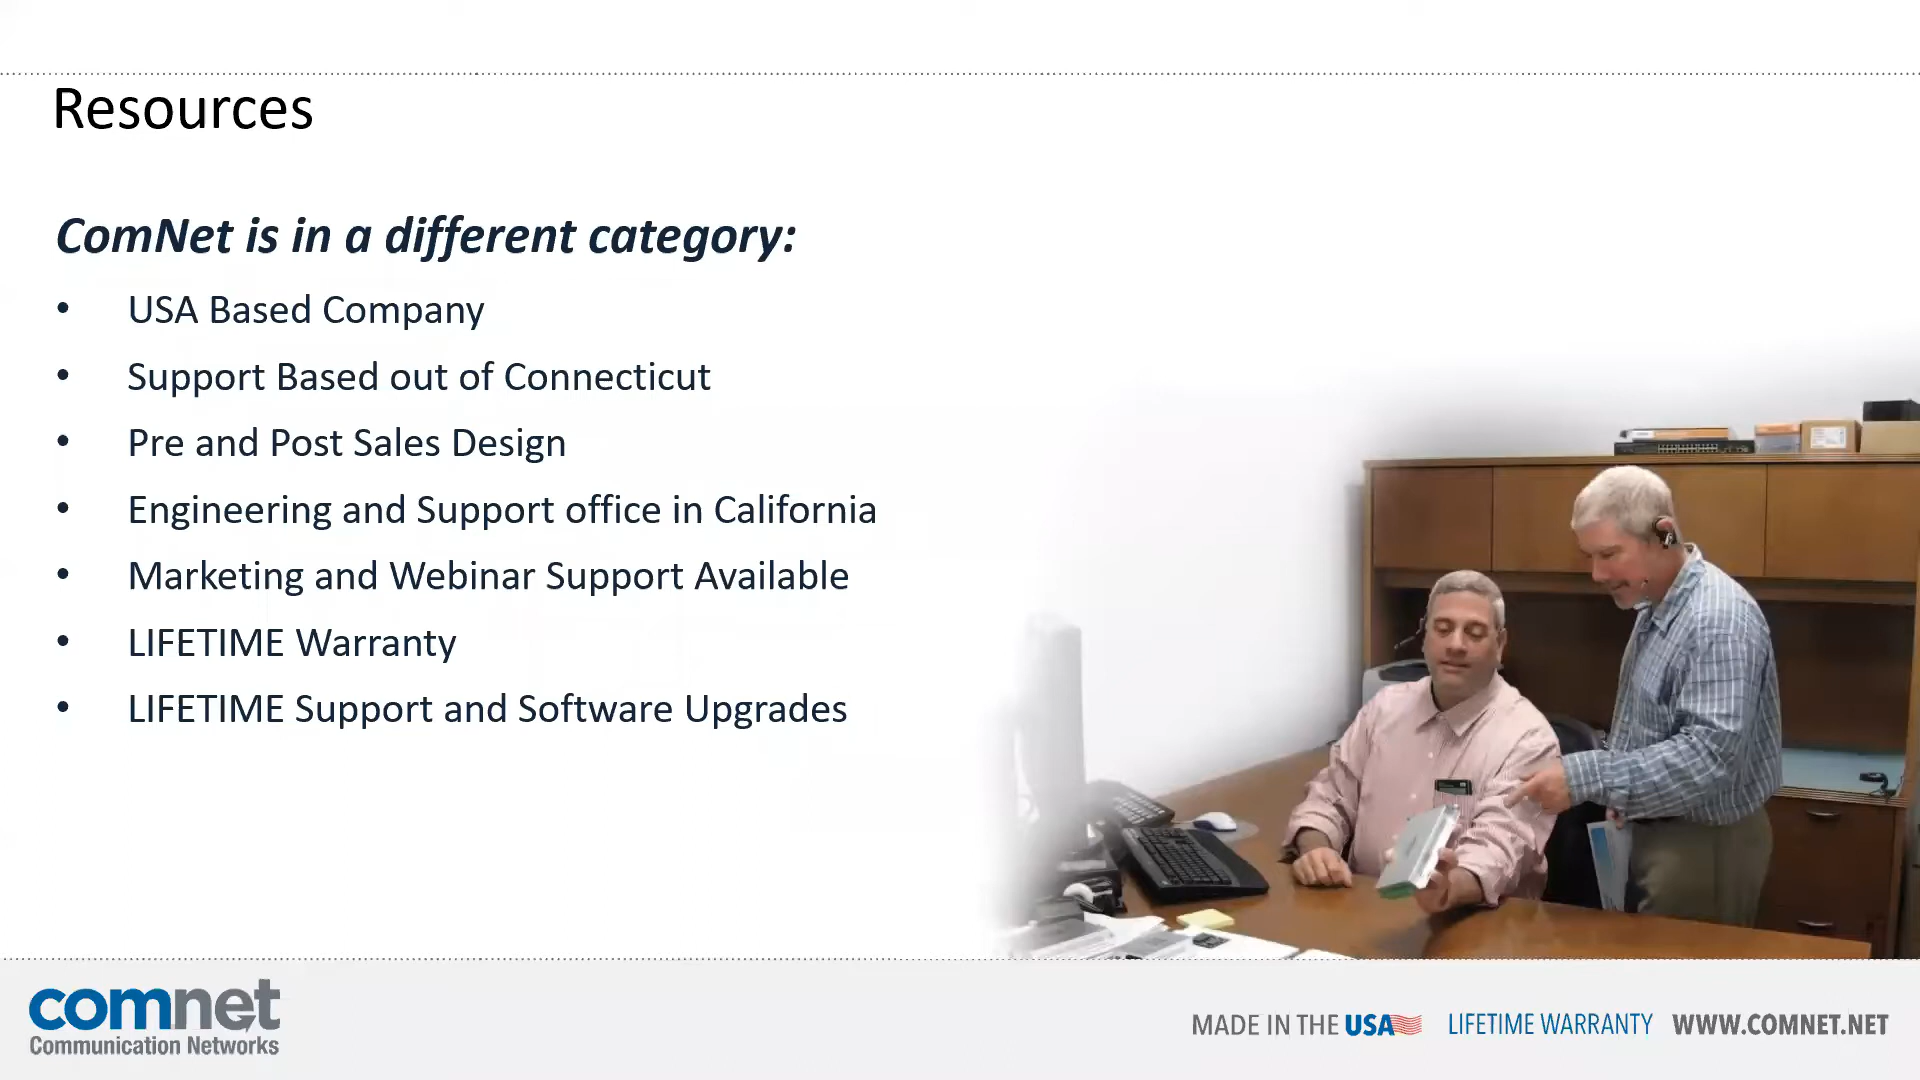 Resources
ComNet is in a different category:
• USA Based Company
• Support Based out of Connecticut
• Pre and Post Sales Design
• Engineering and Support office in California
• Marketing and Webinar Support Available
• LIFETIME Warranty
• LIFETIME Support and Software Upgrades
comnet
Communication Networks
MADE IN THE USA LIFETIME WARRANTY WWW.COMNET.NET